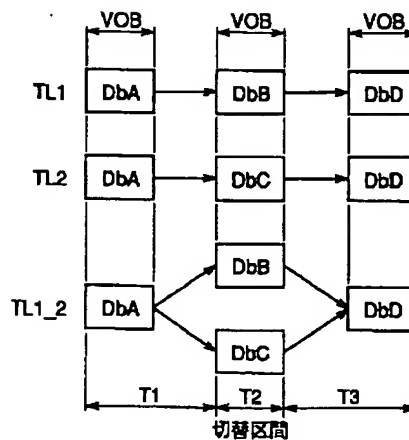 VOB VOB VOB
TL1 DbA DbB DbD
TL2 DbA DbC DbD
DbB
TL1_2 DbA DbD
DbC
T1 T2 T3
切替区間